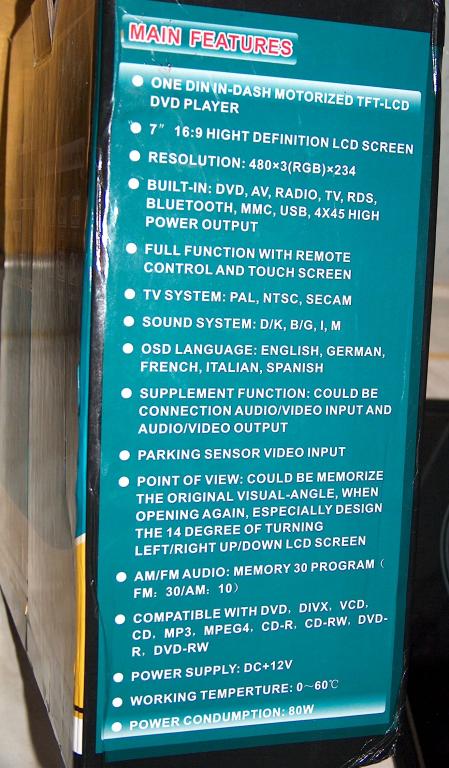 MAIN FEATURES
ONE DIN IN-DASH MOTORIZED TFT-LCD
DVD PLAYER
7" 16:9 HIGHT DEFINITION LCD SCREEN
RESOLUTION: 480×3(RGB)×234
BUILT-IN: DVD, AV, RADIO, TV, RDS,
BLUETOOTH, MMC, USB, 4X45 HIGH
POWER OUTPUT
FULL FUNCTION WITH REMOTE
CONTROL AND TOUCH SCREEN
TV SYSTEM: PAL, NTSC, SECAM
SOUND SYSTEM: D/K, B/G, I, M
OSD LANGUAGE: ENGLISH, GERMAN,
FRENCH, ITALIAN, SPANISH
SUPPLEMENT FUNCTION: COULD BE
CONNECTION AUDIO/VIDEO INPUT AND
AUDIO/VIDEO OUTPUT
PARKING SENSOR VIDEO INPUT
POINT OF VIEW: COULD BE MEMORIZE
THE ORIGINAL VISUAL-ANGLE, WHEN
OPENING AGAIN, ESPECIALLY DESIGN
THE 14 DEGREE OF TURNING
LEFT/RIGHT UP/DOWN LCD SCREEN
AM/FM AUDIO: MEMORY 30 PROGRAM（
FM: 30/AM: 10）
COMPATIBLE WITH DVD, DIVX, VCD,
CD, MP3, MPEG4, CD-R, CD-RW, DVD-
R, DVD-RW
POWER SUPPLY: DC+12V
WORKING TEMPERTURE: 0～60℃
POWER CONDUMPTION: 80W